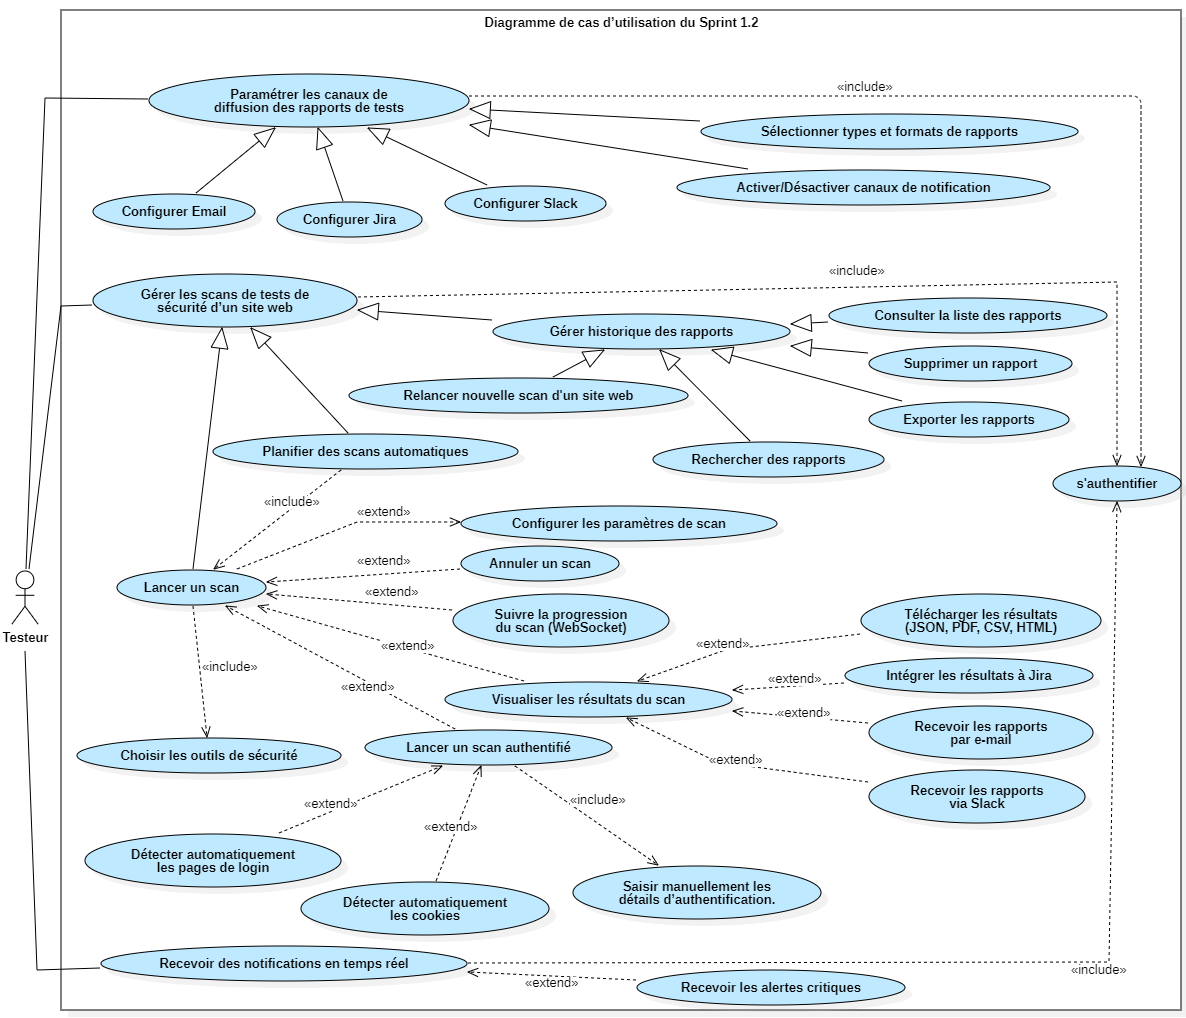 Diagramme de cas d'utilisation du Sprint 1.2
Paramétrer les canaux de
diffusion des rapports de tests
«include»
Sélectionner types et formats de rapports
Activer/Désactiver canaux de notification
Configurer Email
Configurer Jira
Configurer Slack
«include»
Gérer les scans de tests de
sécurité d'un site web
Gérer historique des rapports
Consulter la liste des rapports
Supprimer un rapport
Relancer nouvelle scan d'un site web
Exporter les rapports
Planifier des scans automatiques
Rechercher des rapports
s'authentifier
«include»
«extend»
Configurer les paramètres de scan
«extend»
Annuler un scan
Lancer un scan
«extend»
Suivre la progression
du scan (WebSocket)
Télécharger les résultats
(JSON, PDF, CSV, HTML)
Testeur
«extend»
«extend»
«include»
«extend»
Intégrer les résultats à Jira
«extend»
Visualiser les résultats du scan
«extend»
Recevoir les rapports
par e-mail
Lancer un scan authentifié
Choisir les outils de sécurité
«extend»
Recevoir les rapports
via Slack
«extend»
«include»
«extend»
Détecter automatiquement
les pages de login
Saisir manuellement les
détails d'authentification.
Détecter automatiquement
les cookies
Recevoir des notifications en temps réel
«include»
«extend»
Recevoir les alertes critiques